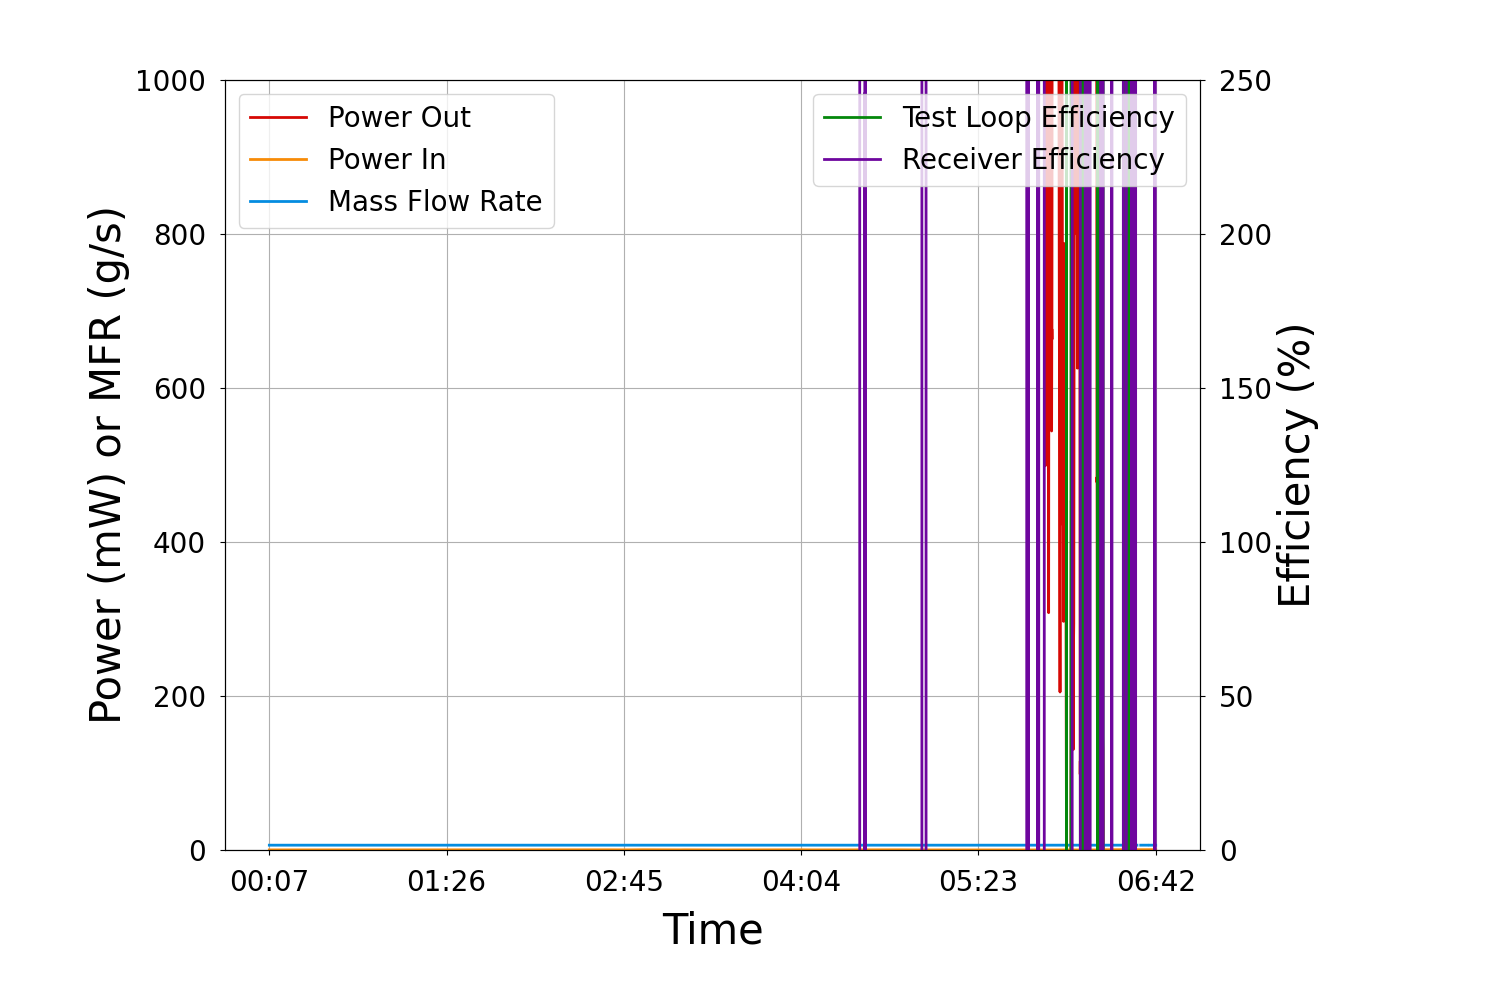 1000
800
600
400
200
0
Power (mW) or MFR (g/s)
Power Out
Power In
Mass Flow Rate
Test Loop Efficiency
Receiver Efficiency
250
200
150
100
50
0
Efficiency (%)
00:07 01:26 02:45 04:04 05:23 06:42
Time